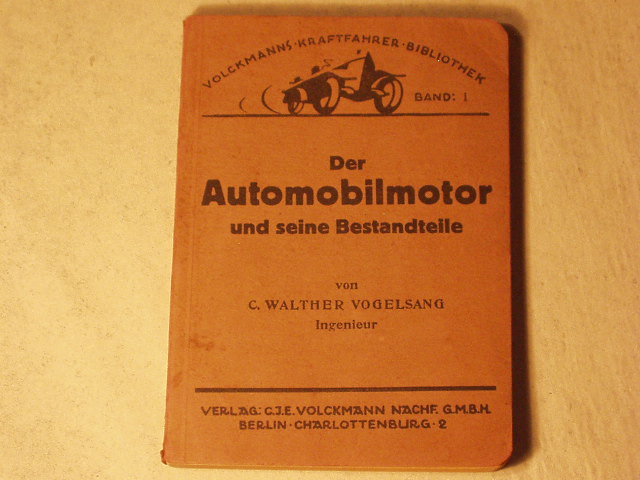 VOLCKMANNS·KRAFTFAHRER·BIBLIOTHEK
BAND: 1
Der
Automobilmotor
und seine Bestandteile
von
C. WALTHER VOGELSANG
Ingenieur
VERLAG: C.J.E. VOLCKMANN NACHF. G.M.B.H.
BERLIN·CHARLOTTENBURG·2